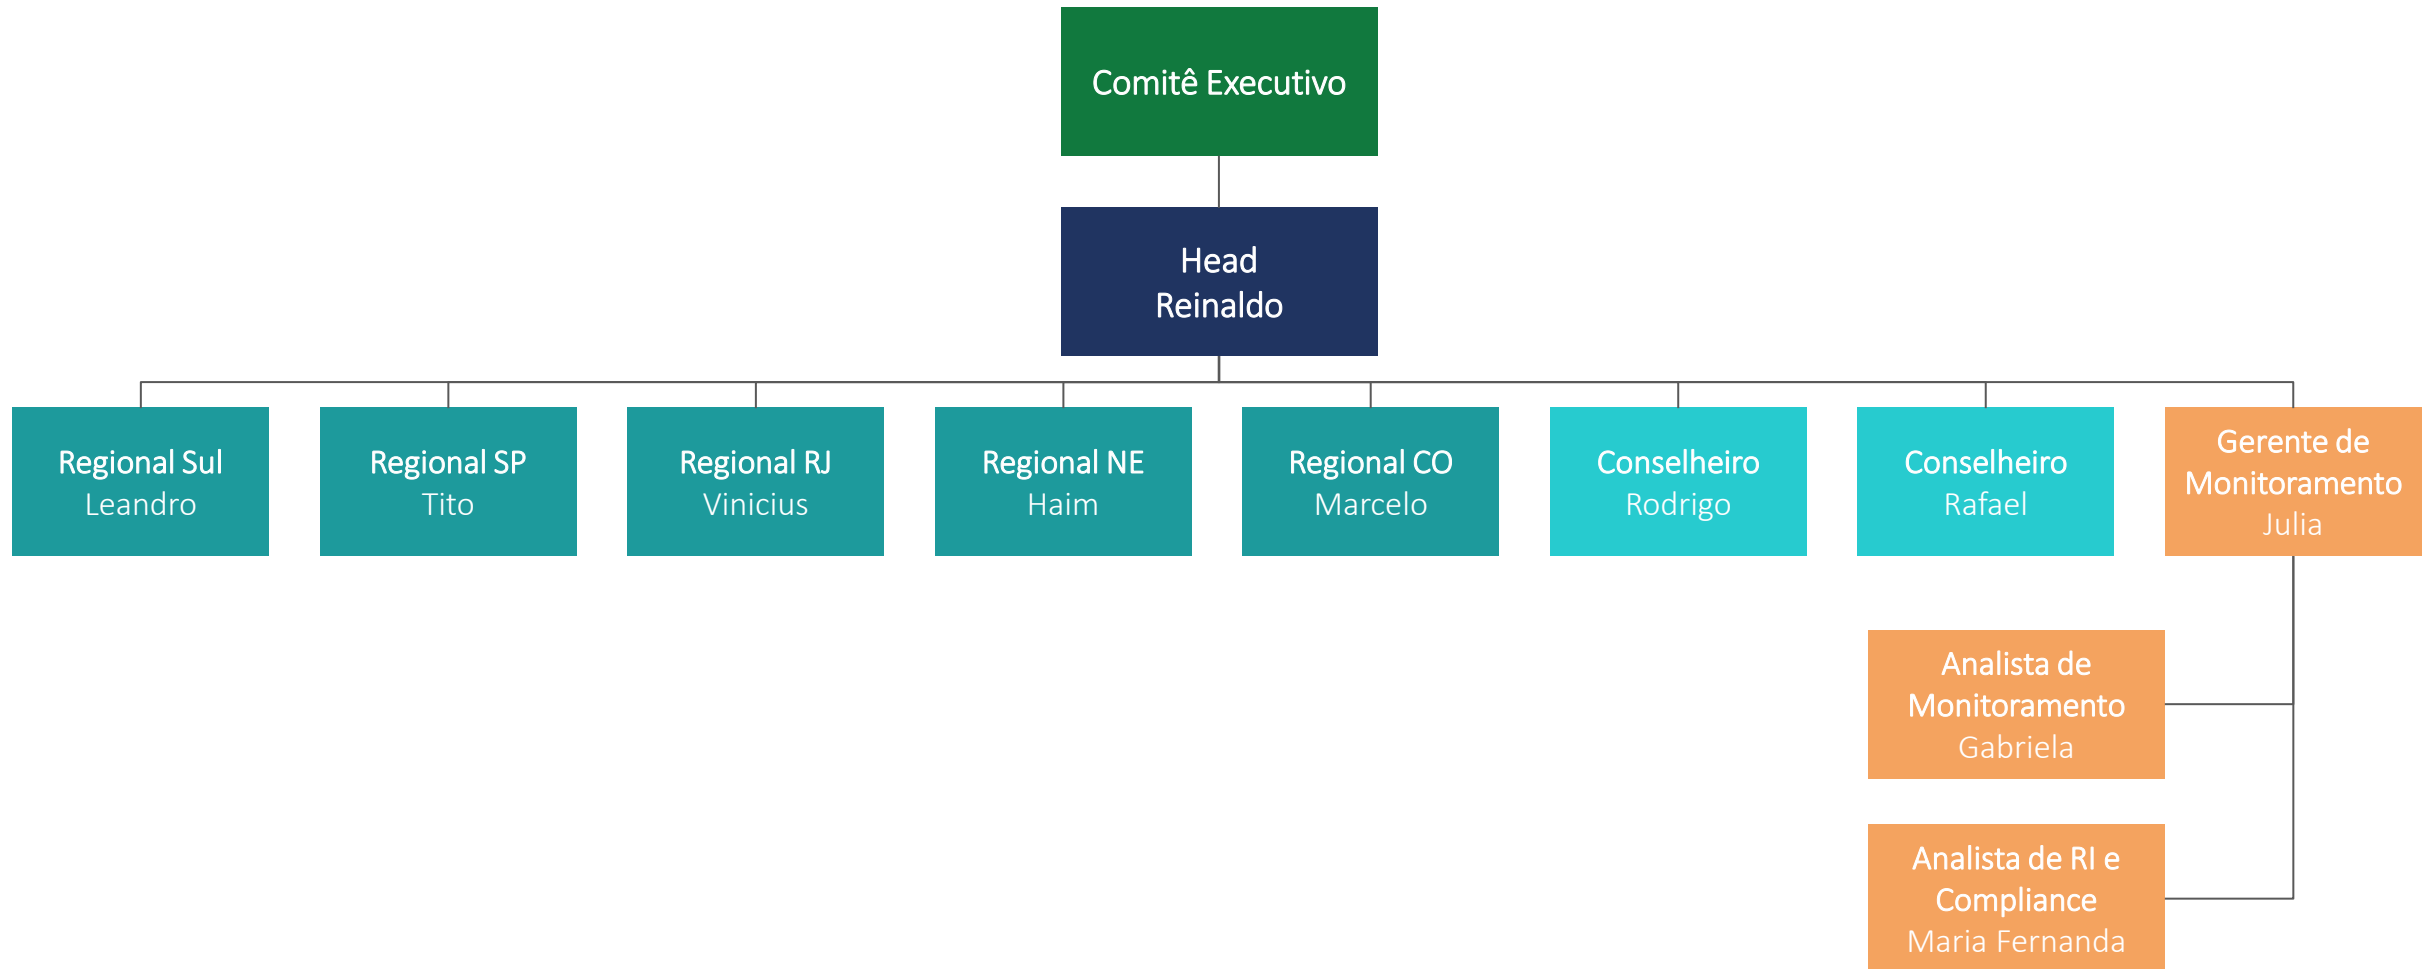 Comitê Executivo
Head
Reinaldo
Regional Sul
Leandro
Regional SP
Tito
Regional RJ
Vinicius
Regional NE
Haim
Regional CO
Marcelo
Conselheiro
Rodrigo
Conselheiro
Rafael
Gerente de
Monitoramento
Julia
Analista de
Monitoramento
Gabriela
Analista de RI e
Compliance
Maria Fernanda